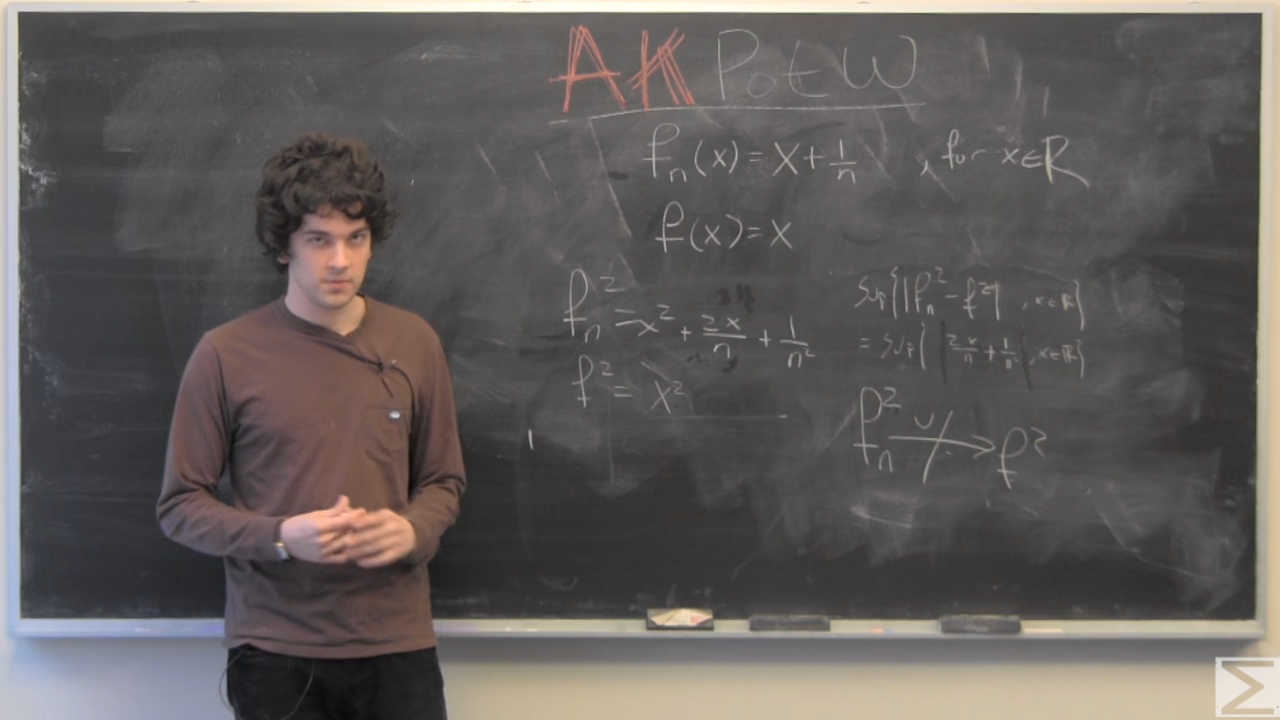 AK PotW
fₙ(x) = x + 1/n , for x ∈ ℝ
f(x) = x
fₙ² = x² + 2x/n + 1/n²
f² = x²
Sup{|fₙ² - f²| , x ∈ ℝ}
= Sup{|2x/n + 1/n²| , x ∈ ℝ}
fₙ² u↛ f²
Σ